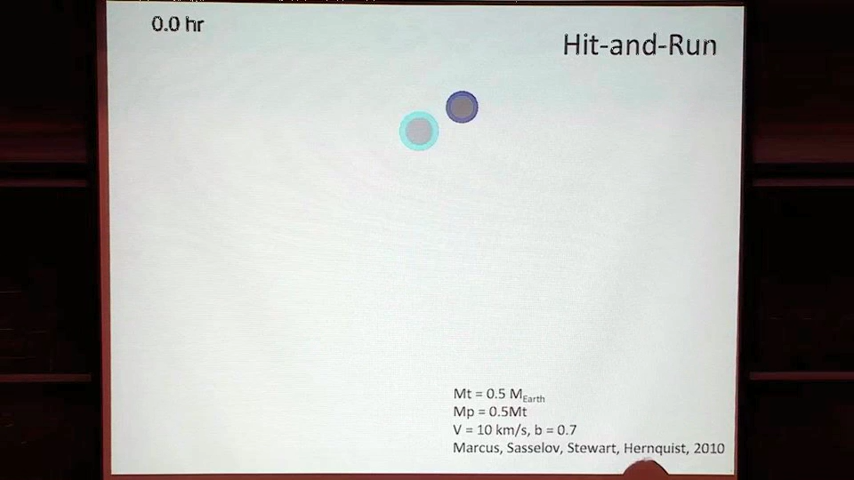 0.0 hr
Hit-and-Run
Mt = 0.5 M_Earth
Mp = 0.5Mt
V = 10 km/s, b = 0.7
Marcus, Sasselov, Stewart, Hernquist, 2010